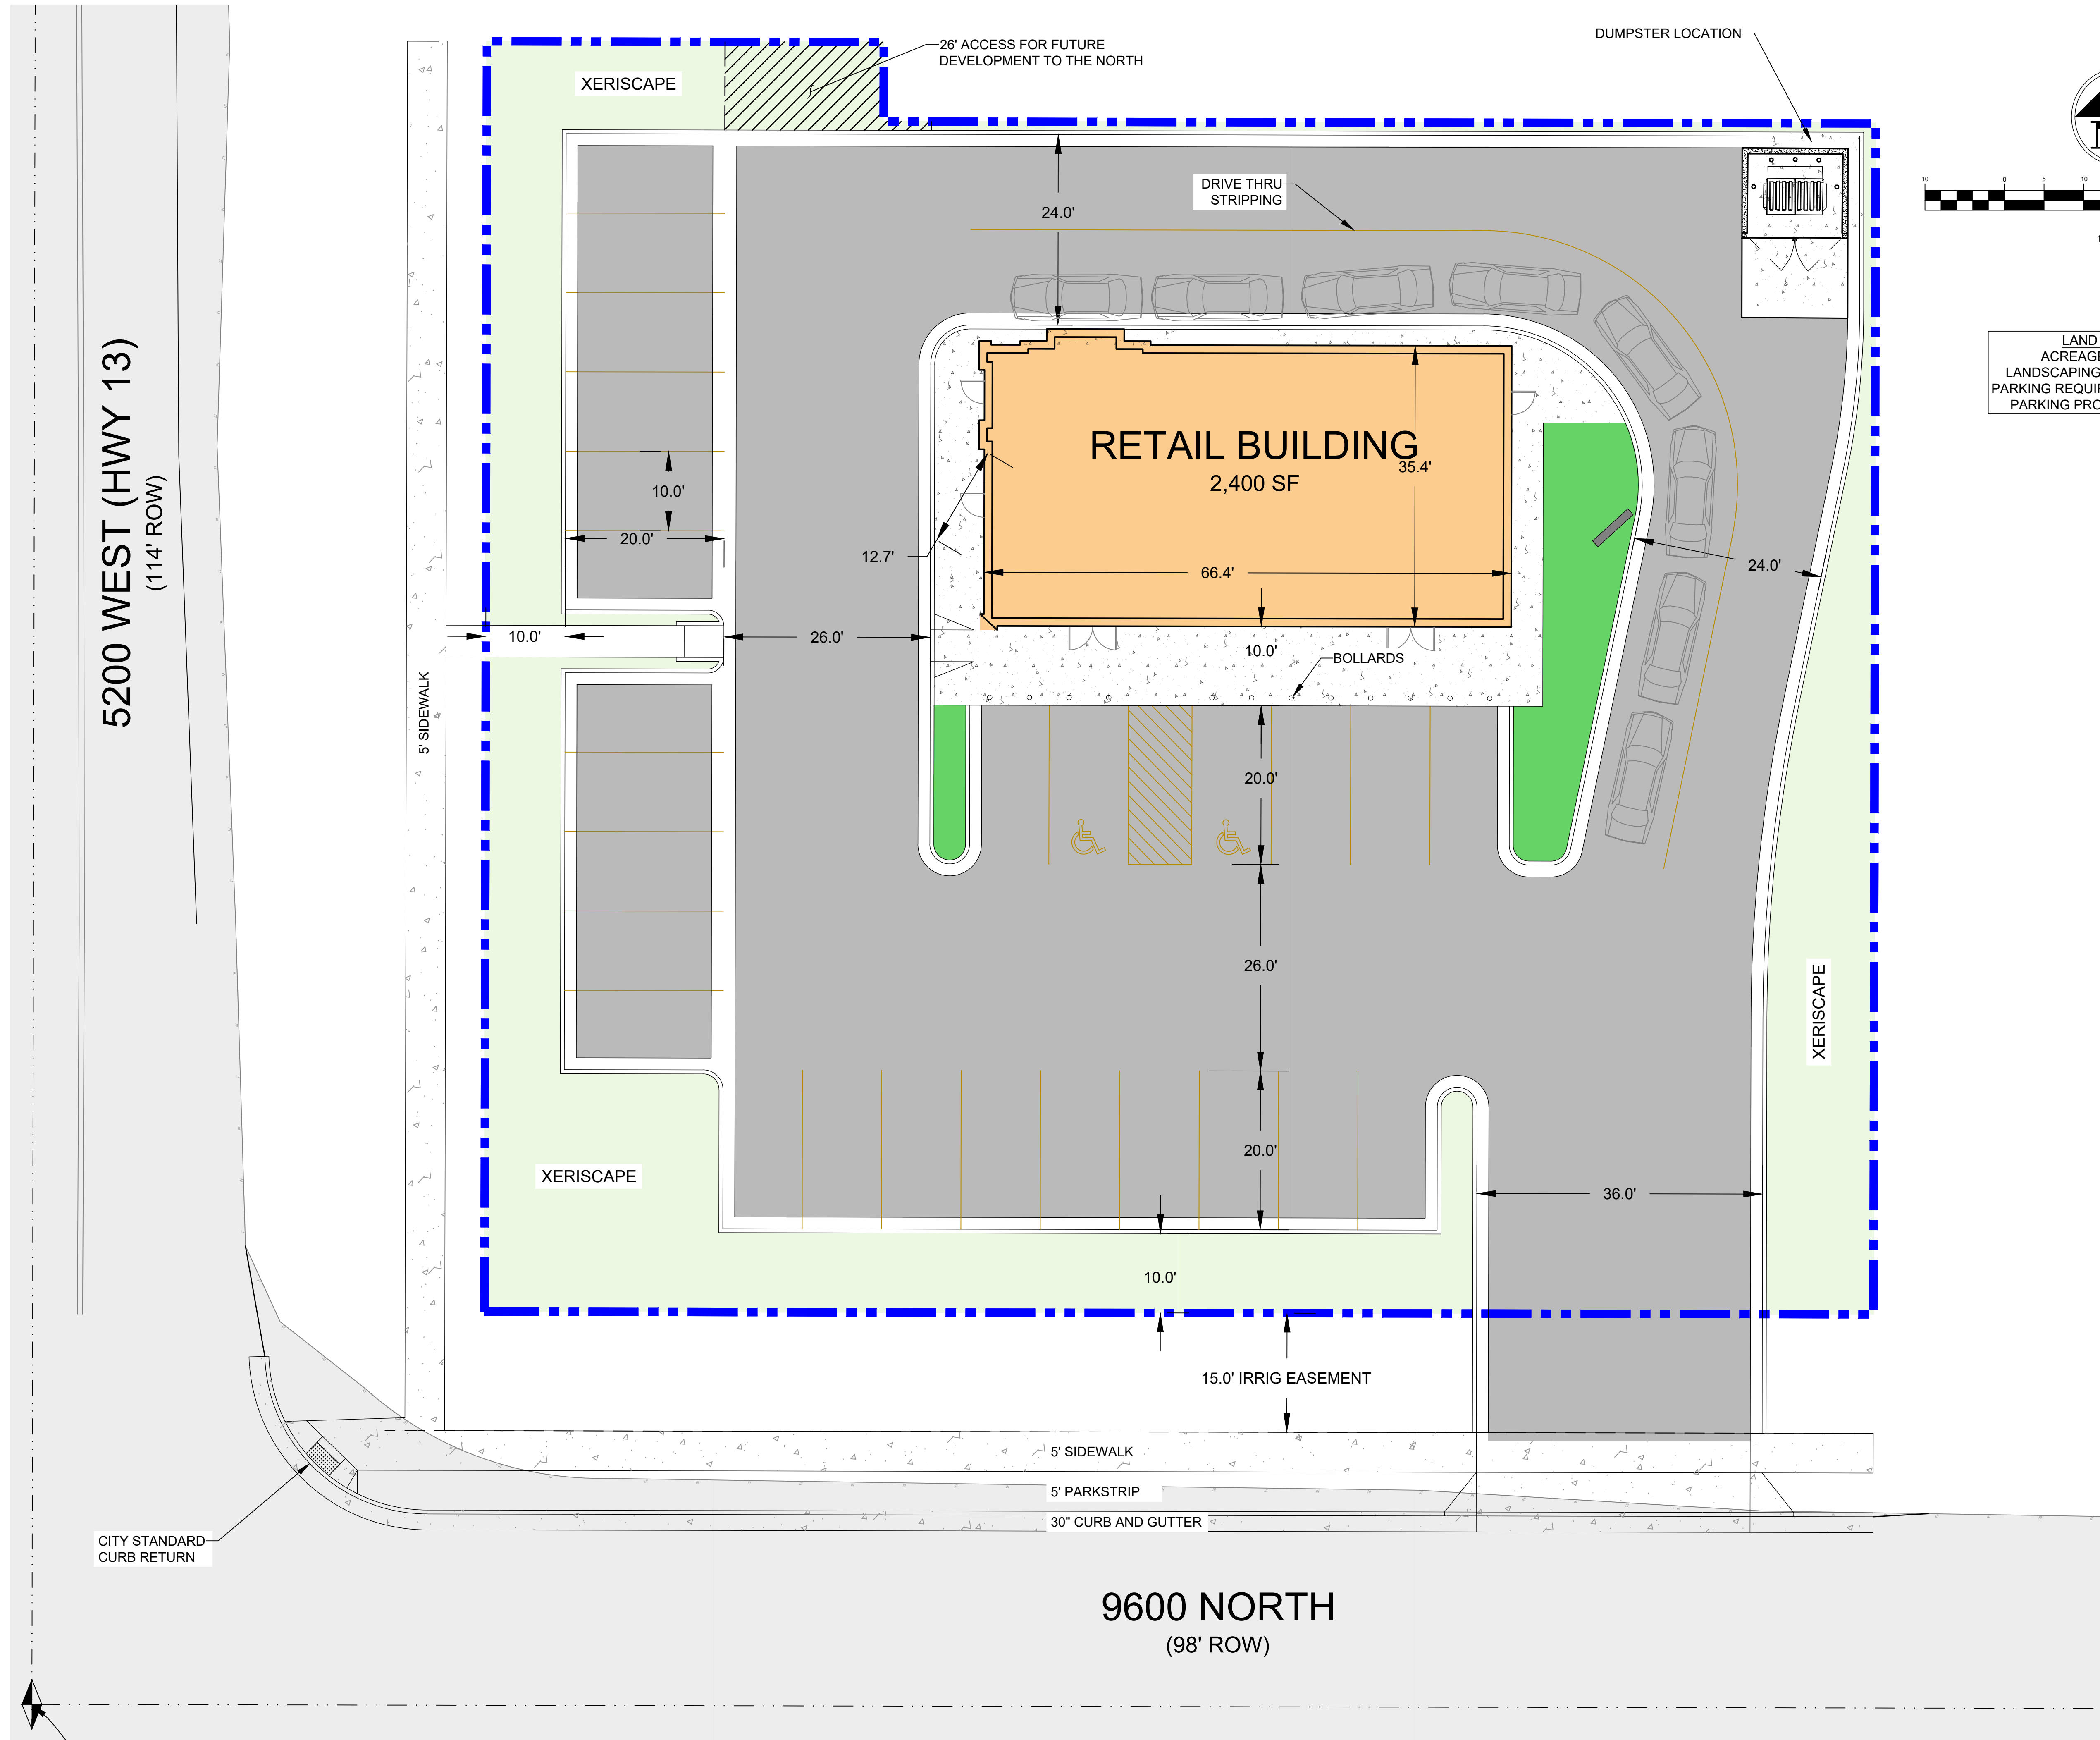 26' ACCESS FOR FUTURE
DEVELOPMENT TO THE NORTH
DUMPSTER LOCATION
XERISCAPE
DRIVE THRU
STRIPPING
24.0'
10
0
5
10
LAND
ACREAGE
LANDSCAPING
PARKING REQUI
PARKING PRO
5200 WEST (HWY 13)
(114' ROW)
RETAIL BUILDING
2,400 SF
35.4'
10.0'
20.0'
12.7'
66.4'
24.0'
10.0'
26.0'
10.0'
BOLLARDS
5' SIDEWALK
20.0'
26.0'
XERISCAPE
20.0'
XERISCAPE
36.0'
10.0'
15.0' IRRIG EASEMENT
5' SIDEWALK
5' PARKSTRIP
30" CURB AND GUTTER
CITY STANDARD
CURB RETURN
9600 NORTH
(98' ROW)